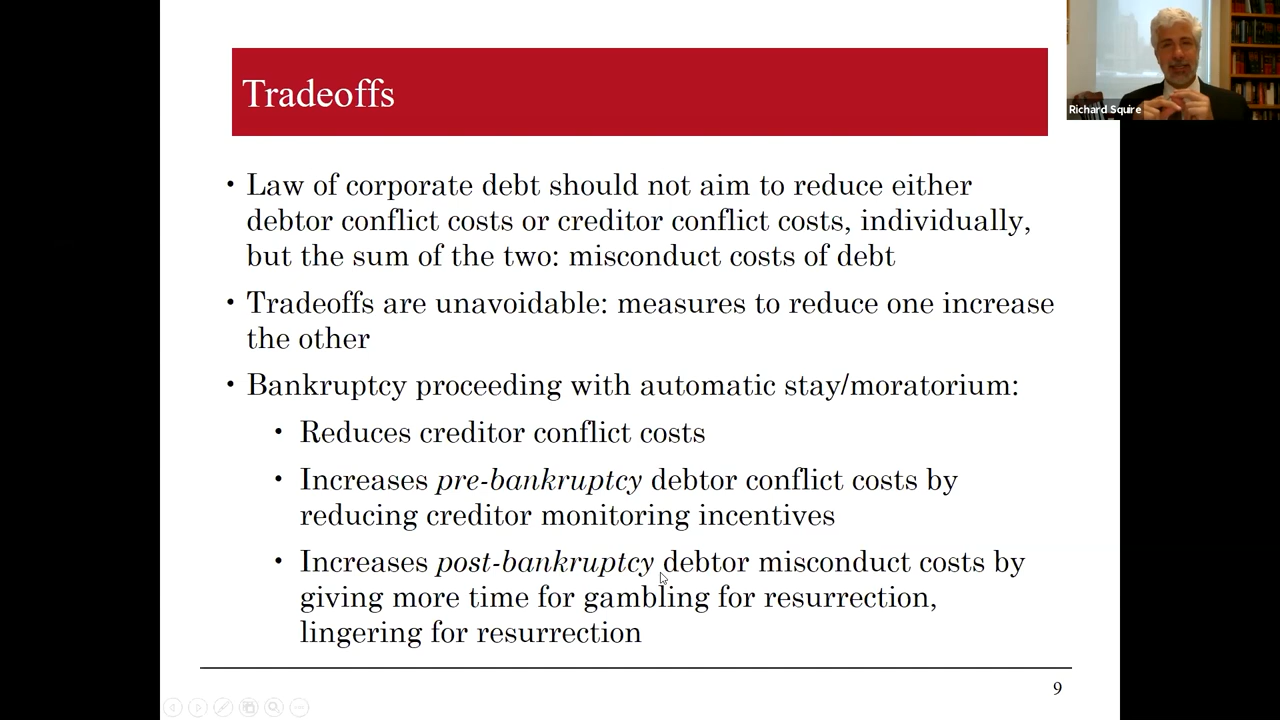 Tradeoffs
Richard Squire
• Law of corporate debt should not aim to reduce either
debtor conflict costs or creditor conflict costs, individually,
but the sum of the two: misconduct costs of debt
• Tradeoffs are unavoidable: measures to reduce one increase
the other
• Bankruptcy proceeding with automatic stay/moratorium:
• Reduces creditor conflict costs
• Increases pre-bankruptcy debtor conflict costs by
reducing creditor monitoring incentives
• Increases post-bankruptcy debtor misconduct costs by
giving more time for gambling for resurrection,
lingering for resurrection
9